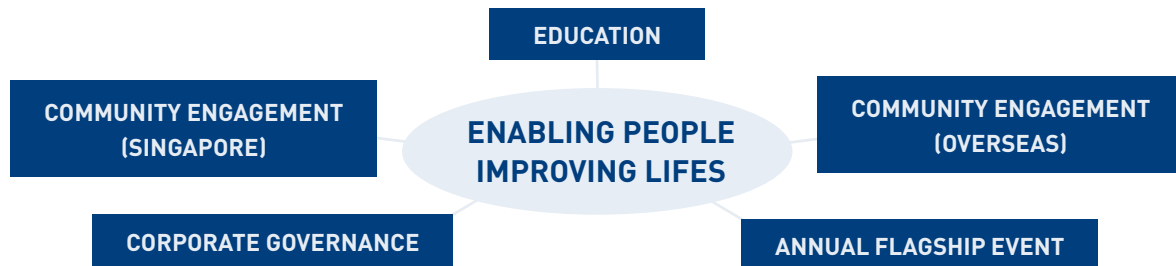 EDUCATION
COMMUNITY ENGAGEMENT
(SINGAPORE)
COMMUNITY ENGAGEMENT
(OVERSEAS)
ENABLING PEOPLE
IMPROVING LIFES
CORPORATE GOVERNANCE
ANNUAL FLAGSHIP EVENT